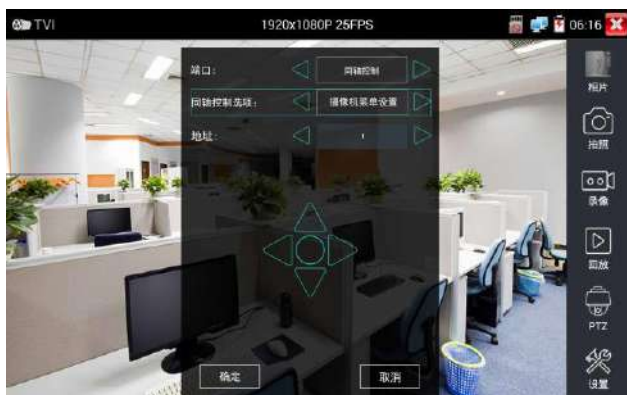 TVI
1920x1080P 25FPS
06:16
端口：
同轴控制
同轴控制选项：
摄像机菜单设置
地址：
1
确定
取消
相片
拍照
录像
回放
PTZ
设置